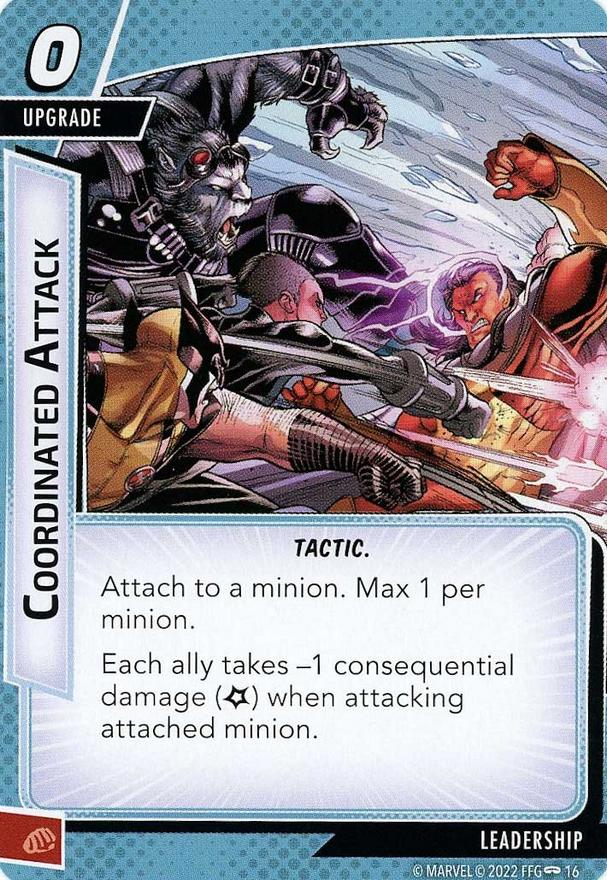 0
UPGRADE
COORDINATED ATTACK
TACTIC.
Attach to a minion. Max 1 per
minion.
Each ally takes –1 consequential
damage () when attacking
attached minion.
LEADERSHIP
© MARVEL © 2022 FFG 16